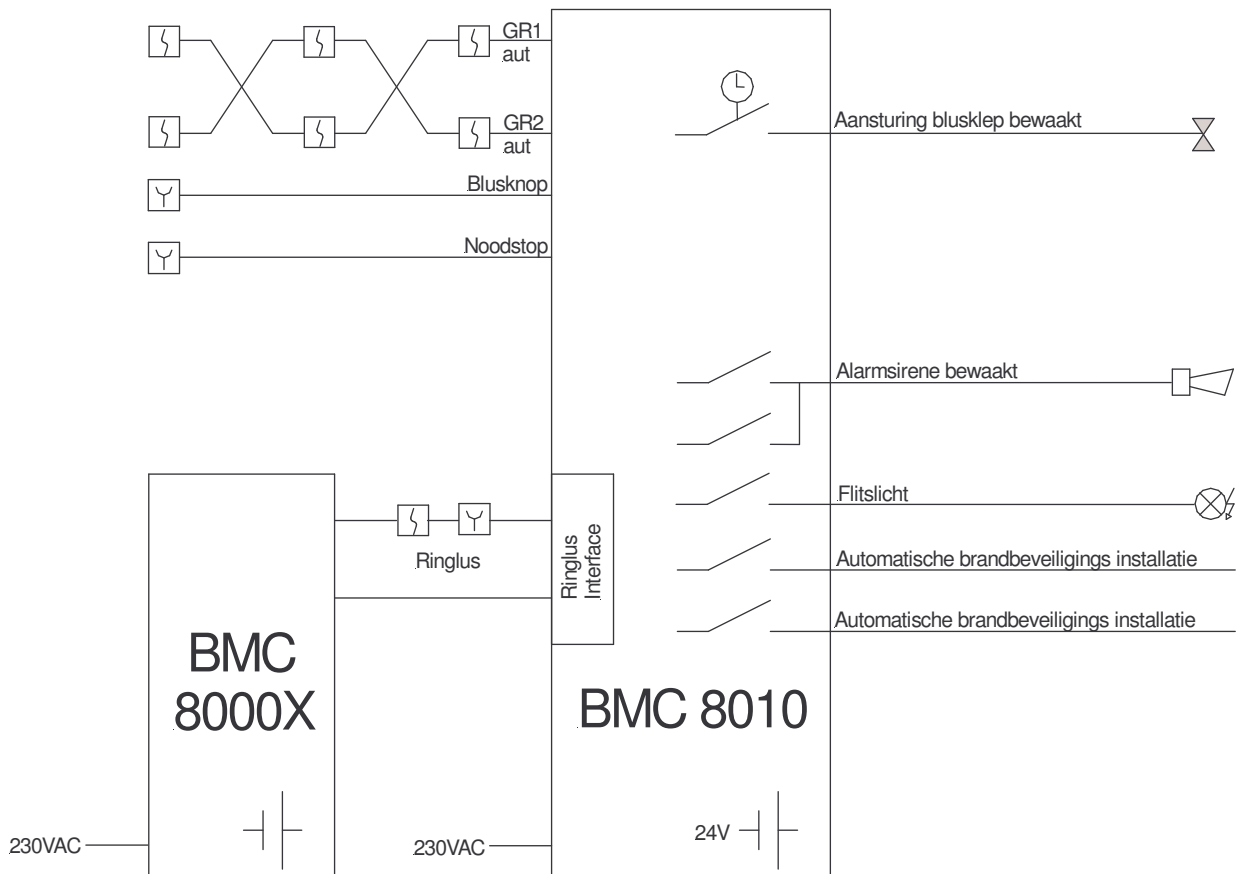 GR1
aut
GR2
aut
Aansturing blusklep bewaakt
Blusknop
Noodstop
Alarmsirene bewaakt
Flitslicht
Ringlus
Ringlus
Interface
Automatische brandbeveiligings installatie
Automatische brandbeveiligings installatie
BMC
8000X
BMC 8010
230VAC
230VAC
24V